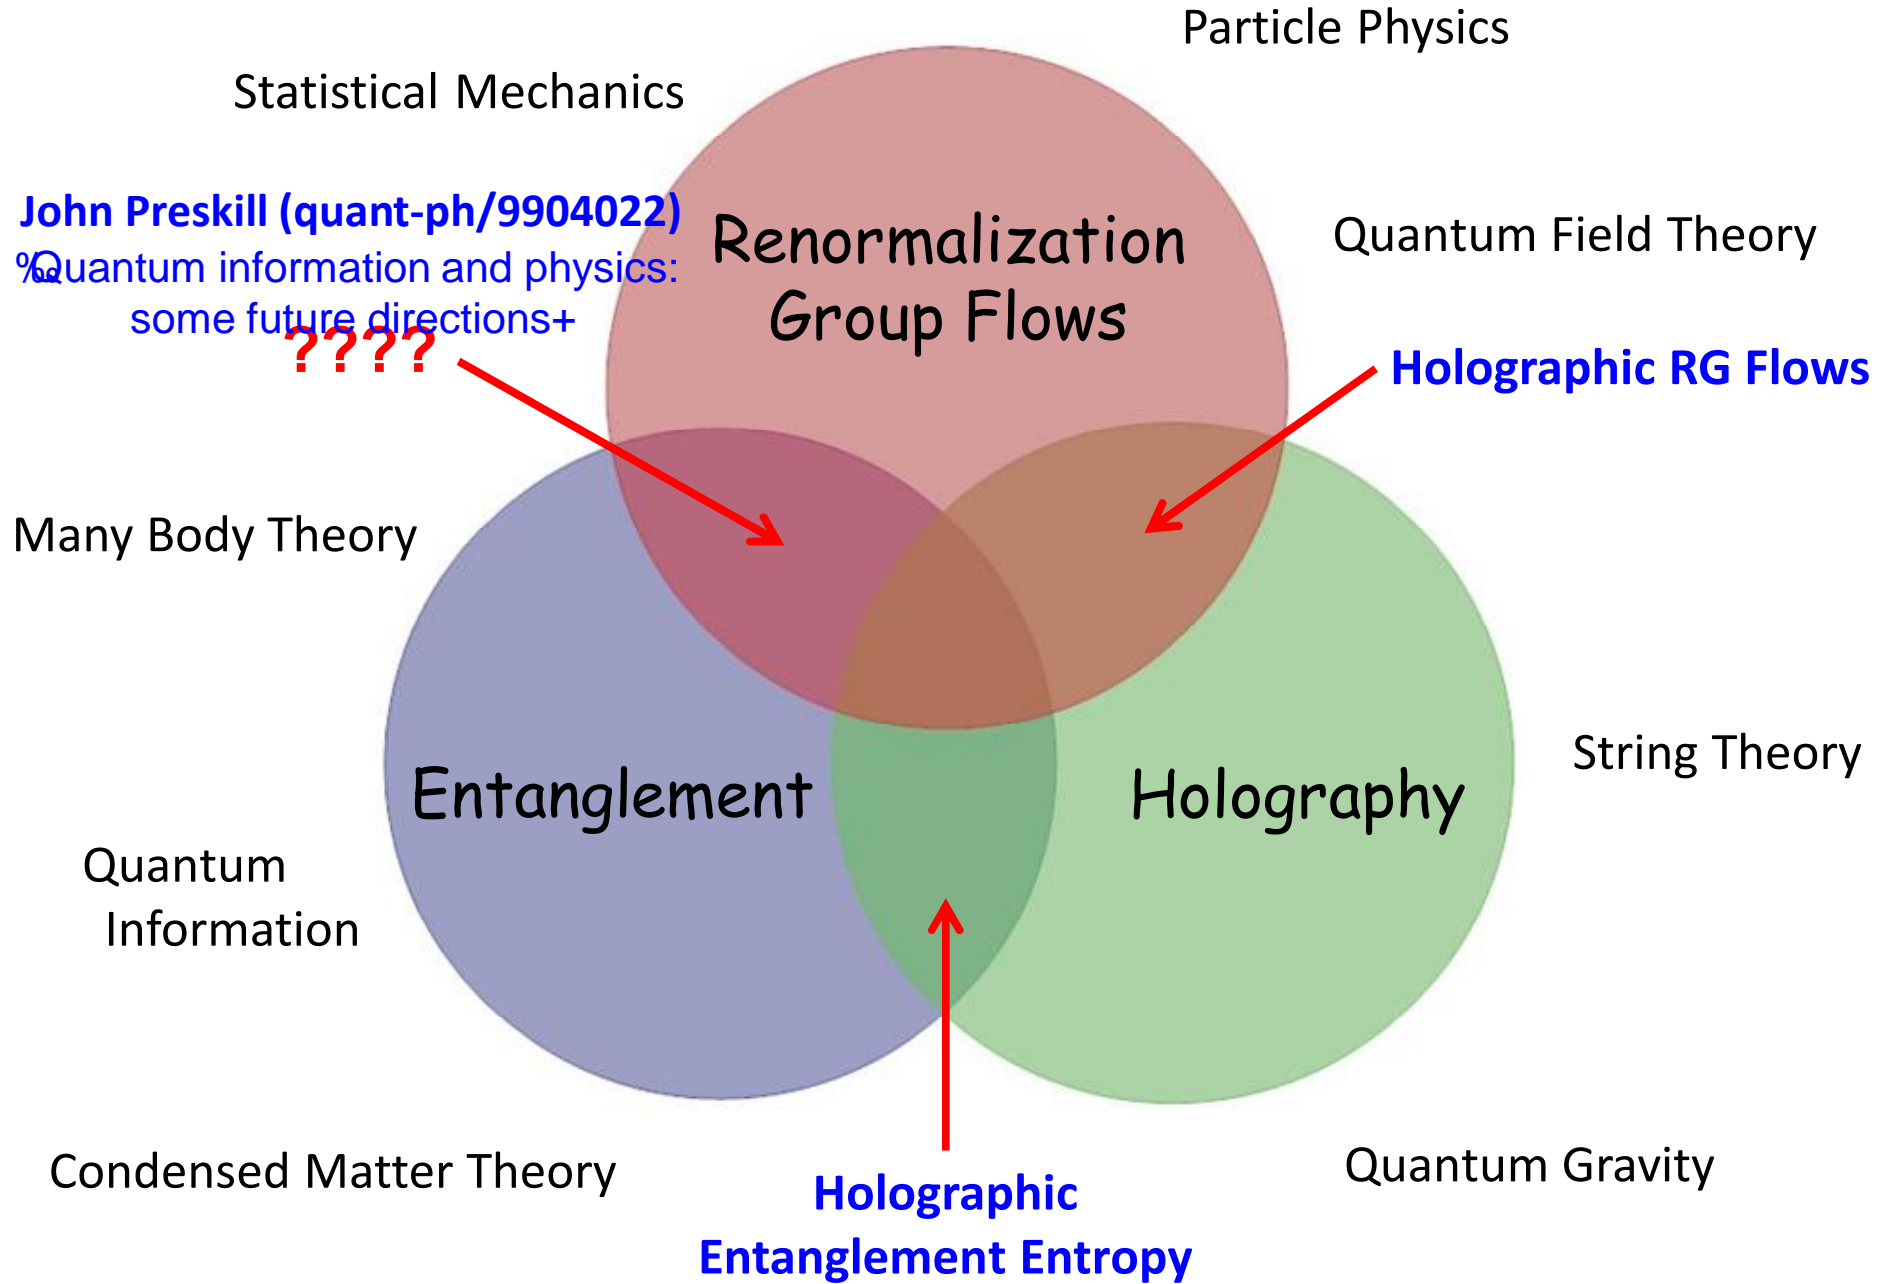 Particle Physics
Statistical Mechanics
John Preskill (quant-ph/9904022)
‰Quantum information and physics:
some future directions+
????
Renormalization
Group Flows
Quantum Field Theory
Holographic RG Flows
Many Body Theory
Entanglement
Holography
String Theory
Quantum
Information
Condensed Matter Theory
Holographic
Entanglement Entropy
Quantum Gravity